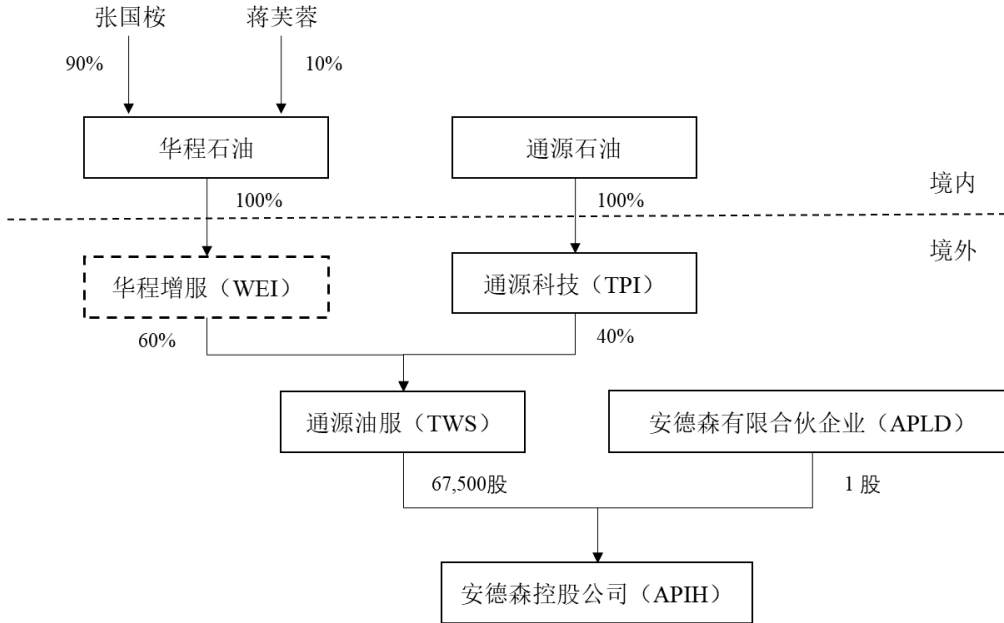 张国桉
蒋芙蓉
90%
10%
华程石油
通源石油
境内
100%
100%
境外
华程增服（WEI）
通源科技（TPI）
60%
40%
通源油服（TWS）
安德森有限合伙企业（APLD）
67,500股
1 股
安德森控股公司（APIH）